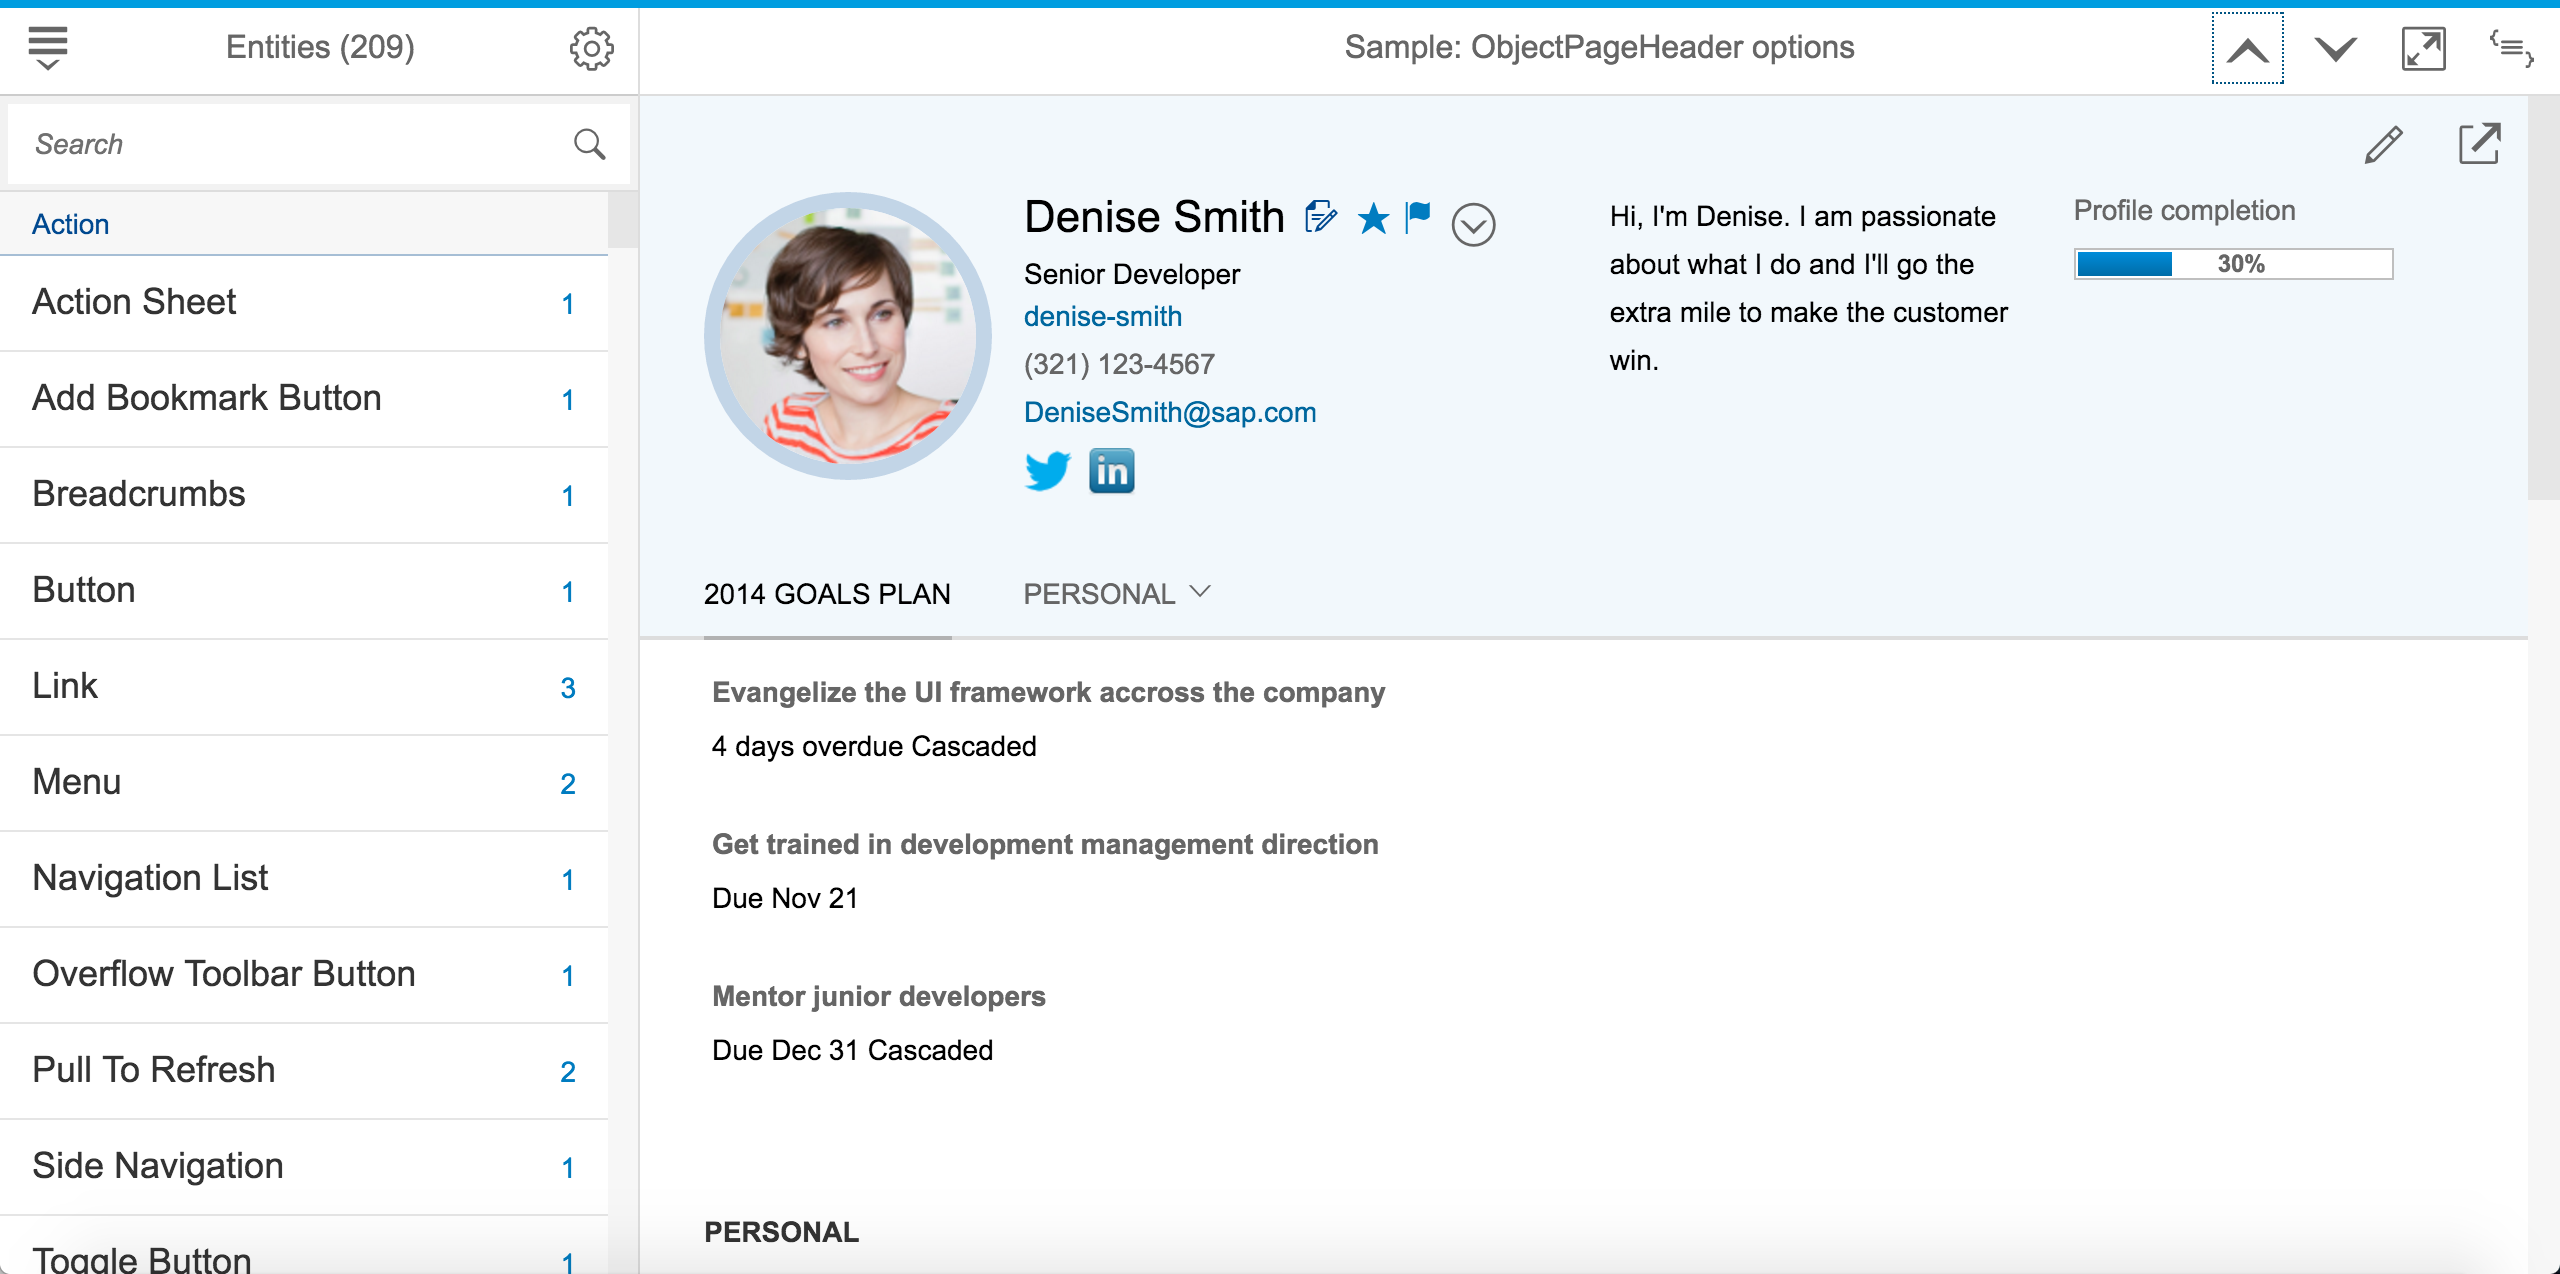 Entities (209)
Sample: ObjectPageHeader options
Search
Action
Action Sheet 1
Add Bookmark Button 1
Breadcrumbs 1
Button 1
Link 3
Menu 2
Navigation List 1
Overflow Toolbar Button 1
Pull To Refresh 2
Side Navigation 1
Toggle Button 1
Denise Smith
Senior Developer
denise-smith
(321) 123-4567
DeniseSmith@sap.com
in
Hi, I'm Denise. I am passionate
about what I do and I'll go the
extra mile to make the customer
win.
Profile completion
30%
2014 GOALS PLAN
PERSONAL
Evangelize the UI framework accross the company
4 days overdue Cascaded
Get trained in development management direction
Due Nov 21
Mentor junior developers
Due Dec 31 Cascaded
PERSONAL